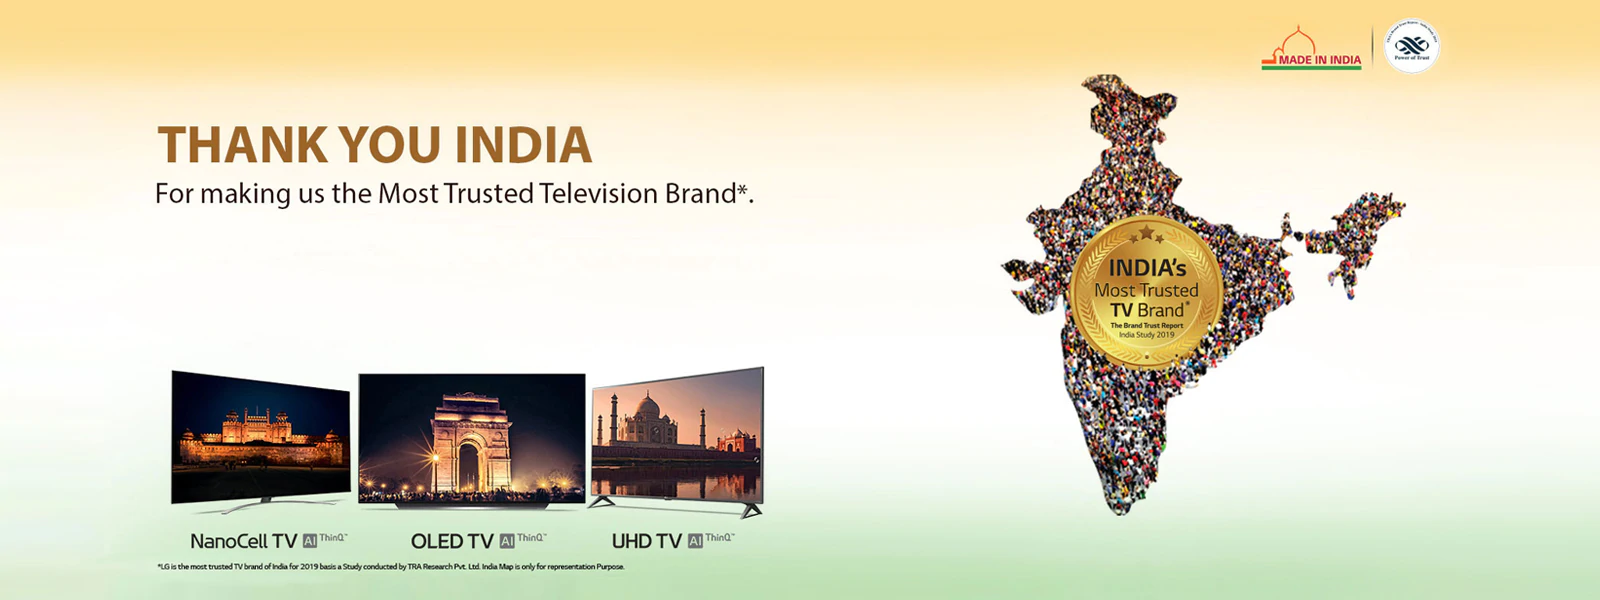 MADE IN INDIA
Power of Trust
THANK YOU INDIA
For making us the Most Trusted Television Brand*.
INDIA's
Most Trusted
TV Brand*
The Brand Trust Report
India Study 2019
NanoCell TV AI ThinQ™
OLED TV AI ThinQ™
UHD TV AI ThinQ™
*LG is the most trusted TV brand of India for 2019 basis a Study conducted by TRA Research Pvt. Ltd. India Map is only for representation Purpose.